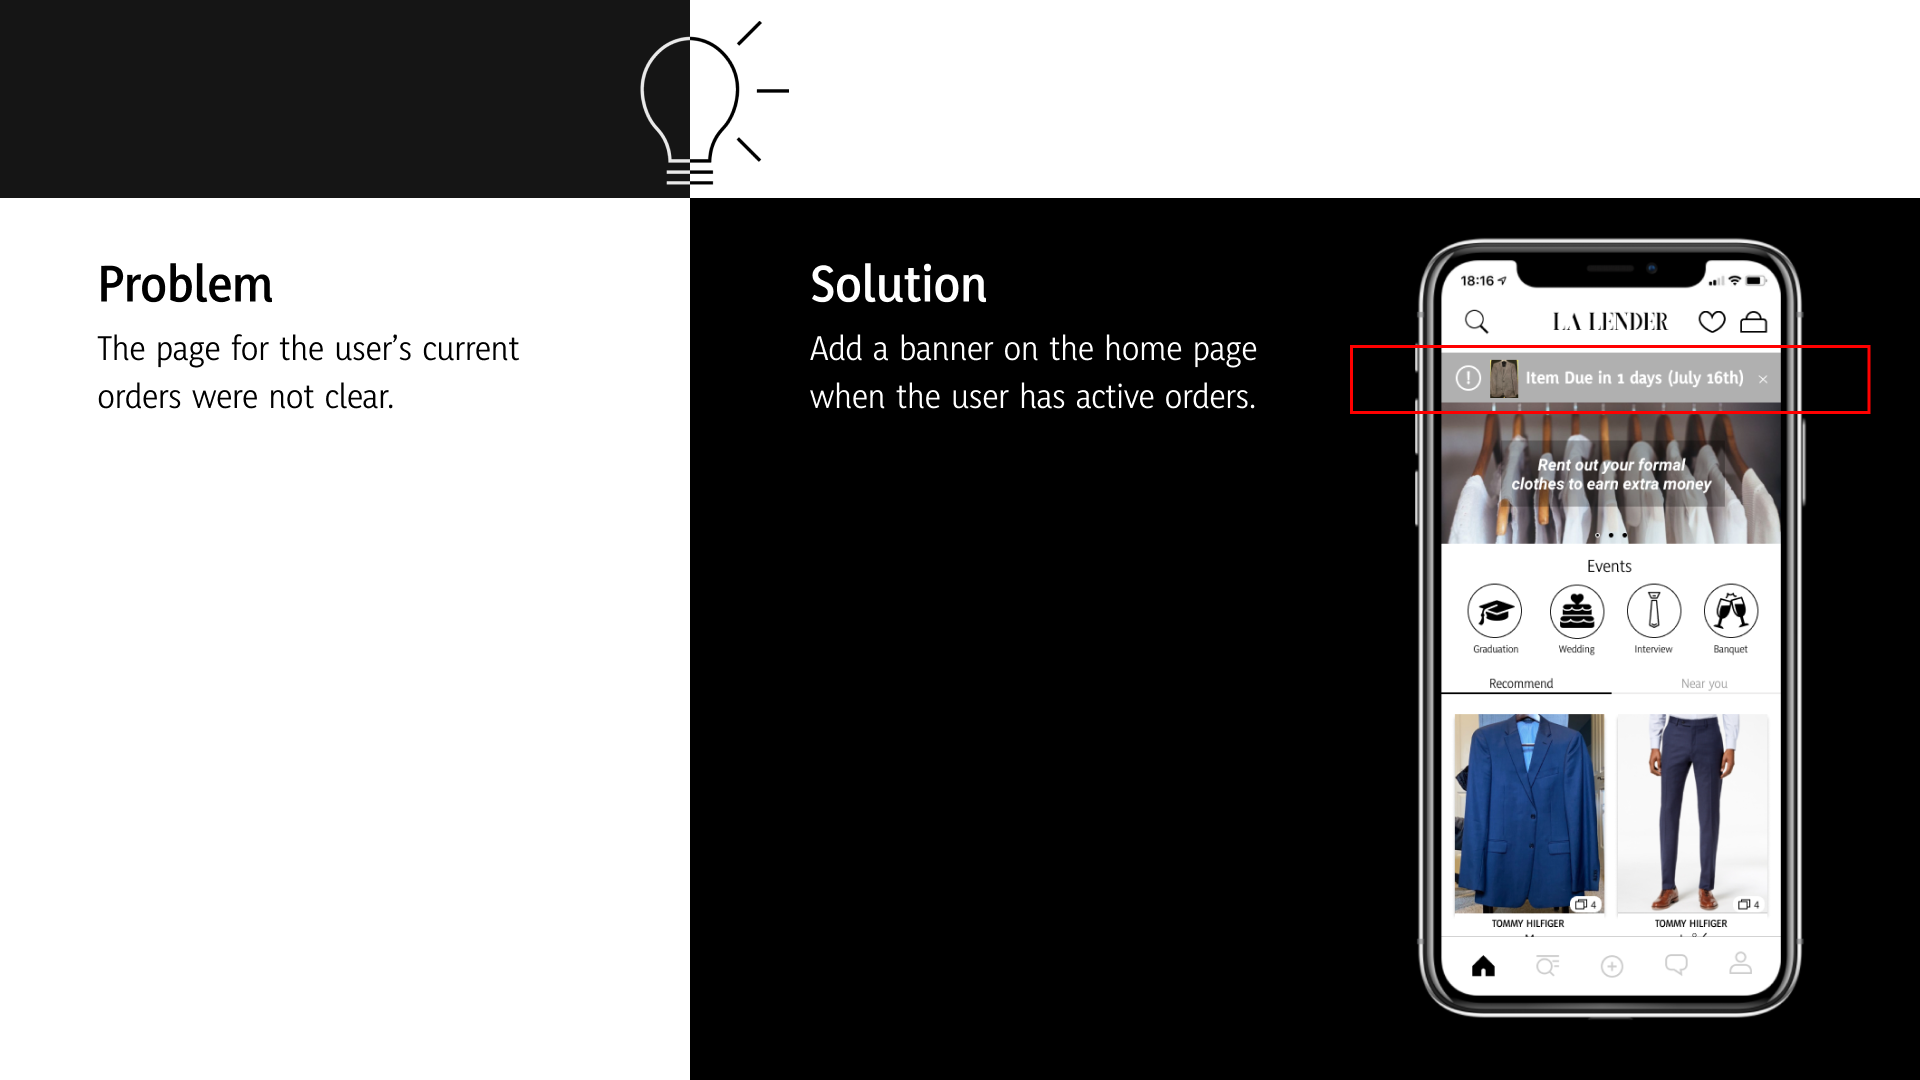 Problem
The page for the user’s current
orders were not clear.
Solution
Add a banner on the home page
when the user has active orders.
18:16
LA LENDER
Item Due in 1 days (July 16th)
Rent out your formal
clothes to earn extra money
Events
Graduation Wedding Interview Banquet
Recommend Near you
4 4
TOMMY HILFIGER TOMMY HILFIGER